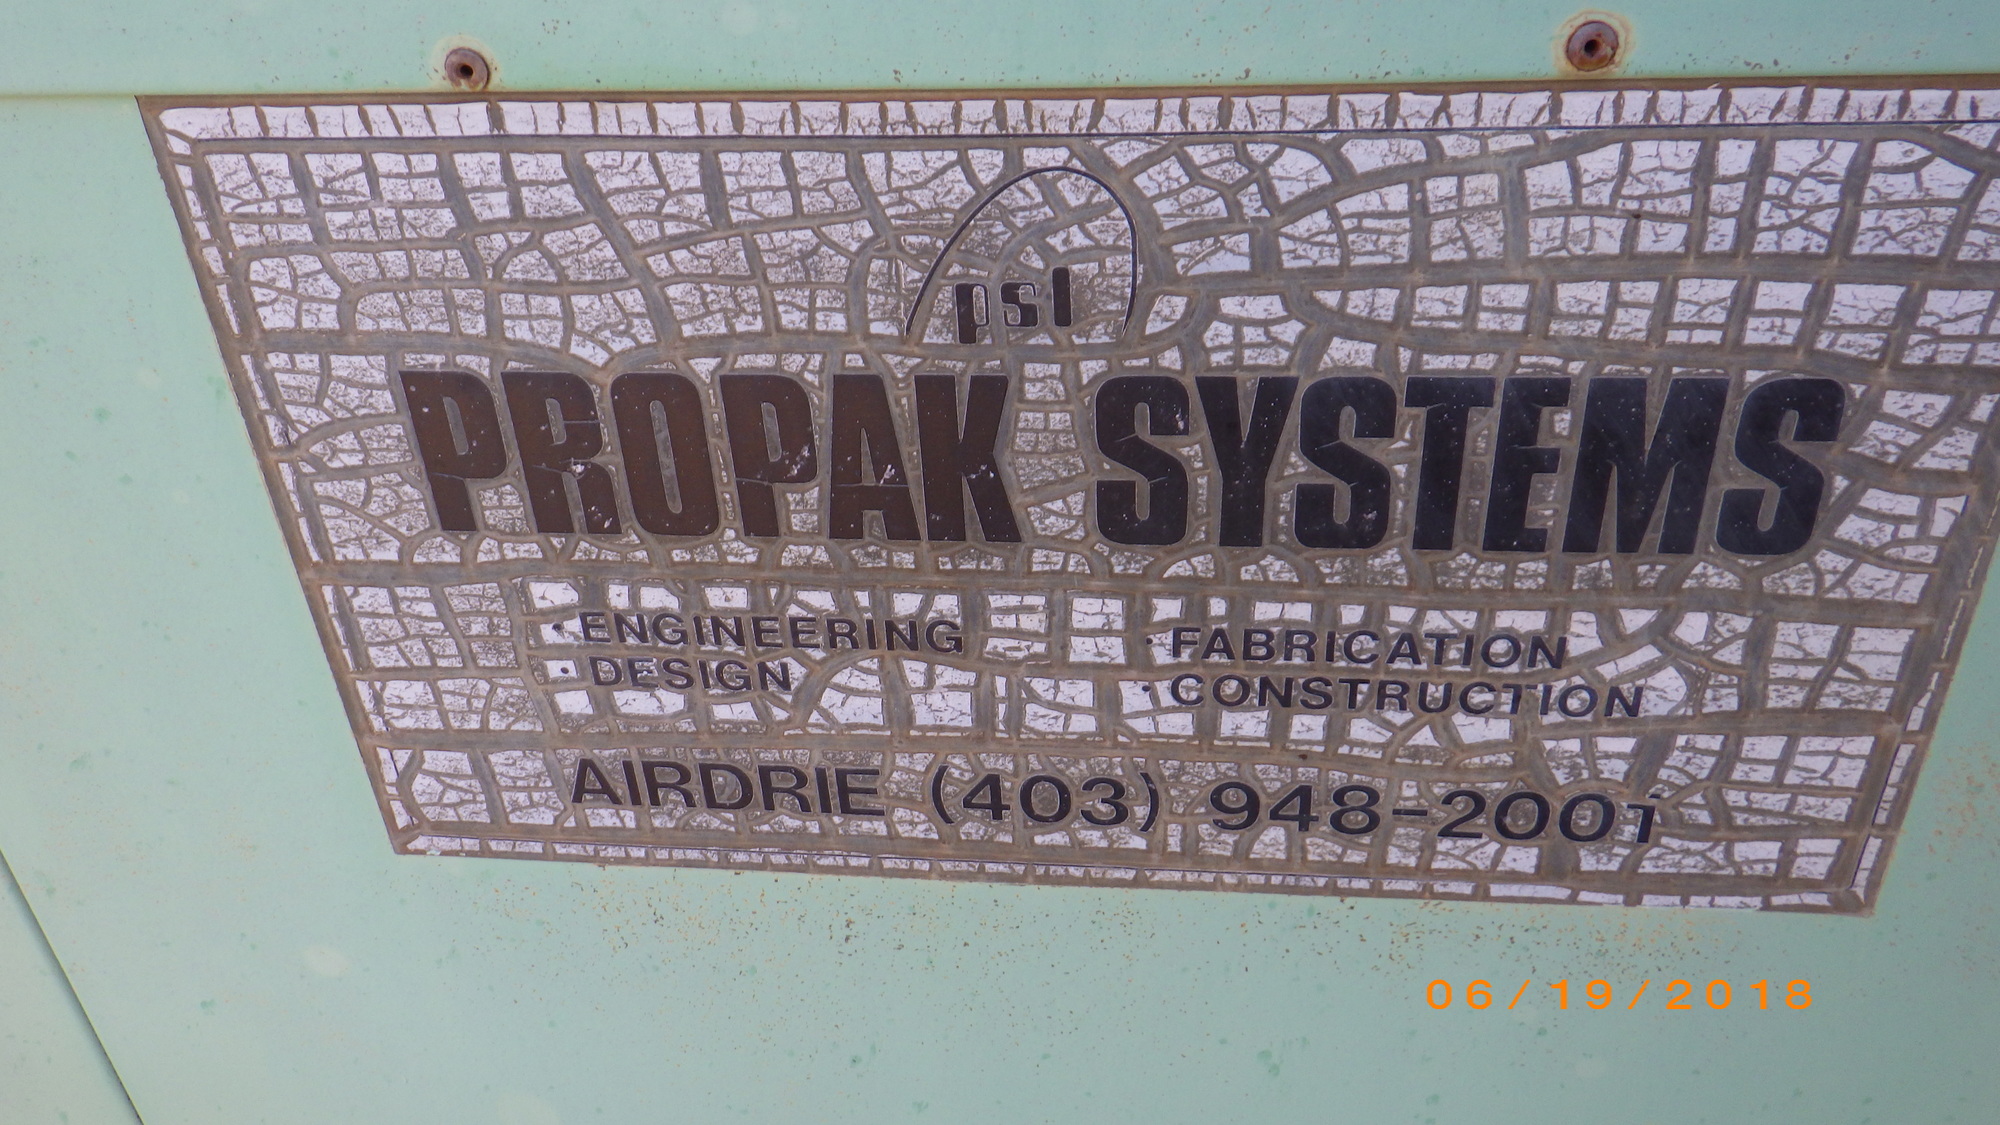 psi
PROPAK SYSTEMS
• ENGINEERING
• DESIGN
• FABRICATION
• CONSTRUCTION
AIRDRIE (403) 948-2001
06/19/2018